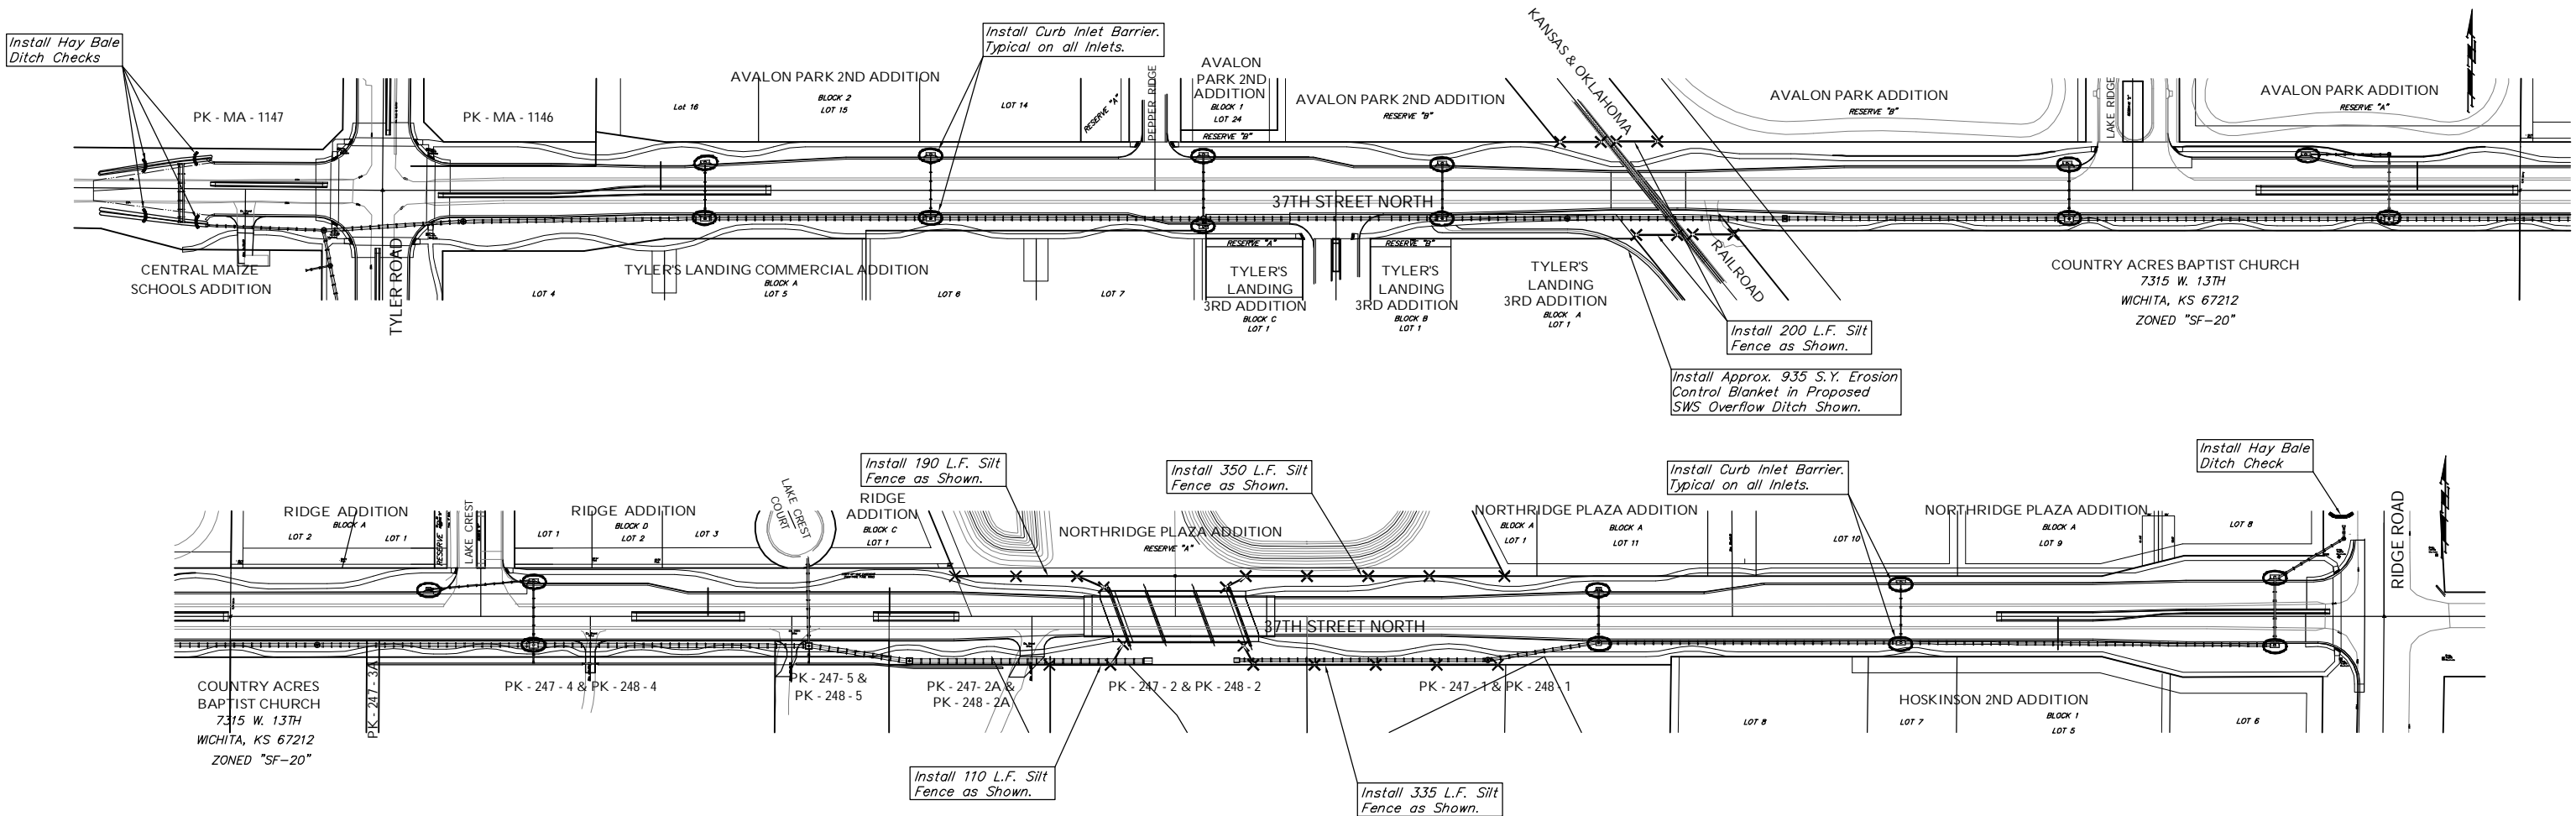 Install Hay Bale
Ditch Checks
Install Curb Inlet Barrier.
Typical on all Inlets.
KANSAS & OKLAHOMA
PK - MA - 1147
PK - MA - 1146
Lot 16
AVALON PARK 2ND ADDITION
BLOCK 2
LOT 15
LOT 14
RESERVE "A"
PEPPER RIDGE
AVALON
PARK 2ND
ADDITION
BLOCK 1
LOT 24
RESERVE "B"
AVALON PARK 2ND ADDITION
RESERVE "B"
AVALON PARK ADDITION
RESERVE "B"
LAKE RIDGE
AVALON PARK ADDITION
RESERVE "A"
37TH STREET NORTH
CENTRAL MAIZE
SCHOOLS ADDITION
TYLER ROAD
TYLER'S LANDING COMMERCIAL ADDITION
BLOCK A
LOT 4
LOT 5
LOT 6
LOT 7
RESERVE "A"
TYLER'S
LANDING
3RD ADDITION
BLOCK C
LOT 1
RESERVE "B"
TYLER'S
LANDING
3RD ADDITION
BLOCK B
LOT 1
TYLER'S
LANDING
3RD ADDITION
BLOCK A
LOT 1
RAILROAD
COUNTRY ACRES BAPTIST CHURCH
7315 W. 13TH
WICHITA, KS 67212
ZONED "SF-20"
Install 200 L.F. Silt
Fence as Shown.
Install Approx. 935 S.Y. Erosion
Control Blanket in Proposed
SWS Overflow Ditch Shown.
Install 190 L.F. Silt
Fence as Shown.
Install 350 L.F. Silt
Fence as Shown.
Install Curb Inlet Barrier.
Typical on all Inlets.
Install Hay Bale
Ditch Check
RIDGE ADDITION
BLOCK A
LOT 2
LOT 1
LAKE CREST
RIDGE ADDITION
LOT 1
BLOCK D
LOT 2
LOT 3
LAKE CREST
COURT
RIDGE
ADDITION
BLOCK C
LOT 1
NORTHRIDGE PLAZA ADDITION
RESERVE "A"
NORTHRIDGE PLAZA ADDITION
BLOCK A
LOT 1
BLOCK A
LOT 11
LOT 10
NORTHRIDGE PLAZA ADDITION
BLOCK A
LOT 9
LOT 8
RIDGE ROAD
37TH STREET NORTH
COUNTRY ACRES
BAPTIST CHURCH
7315 W. 13TH
WICHITA, KS 67212
ZONED "SF-20"
PK - 247 - 3A
PK - 247 - 4 & PK - 248 - 4
PK - 247- 5 &
PK - 248 - 5
PK - 247- 2A &
PK - 248 - 2A
PK - 247 - 2 & PK - 248 - 2
PK - 247 - 1 & PK - 248 - 1
LOT 8
LOT 7
HOSKINSON 2ND ADDITION
BLOCK 1
LOT 5
LOT 6
Install 110 L.F. Silt
Fence as Shown.
Install 335 L.F. Silt
Fence as Shown.